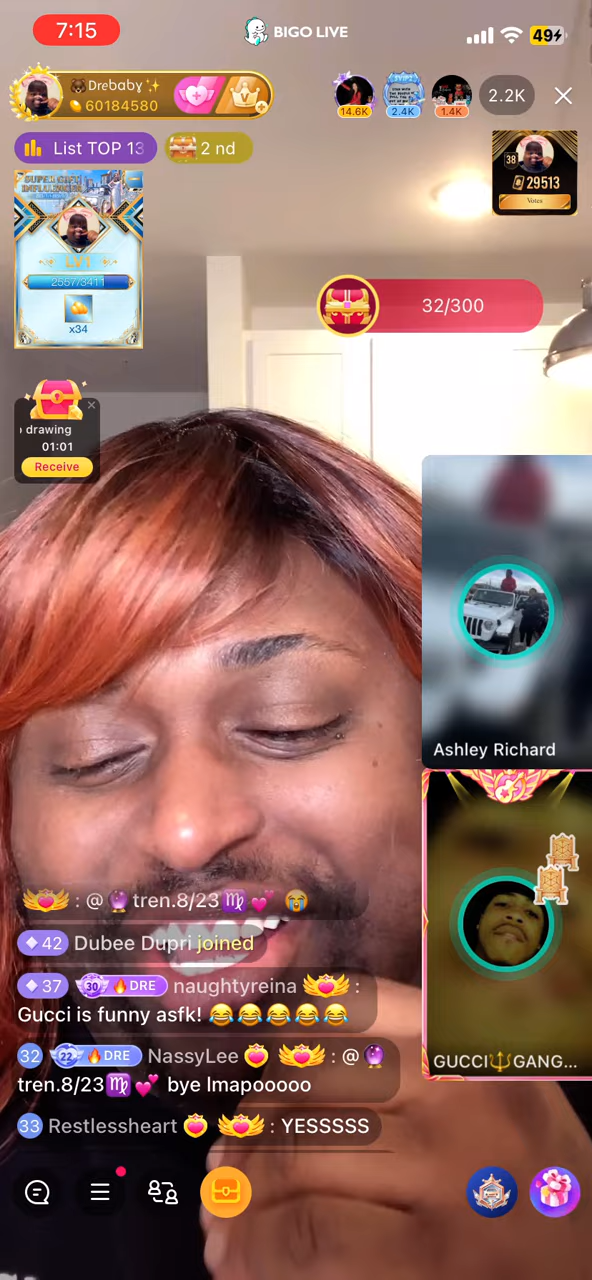 7:15
BIGO LIVE
49
🐻 Drebaby ✨
60184580
14.6K
2.4K
1.4K
2.2K
List TOP 13
2 nd
38
29513
Votes
LV1
2557/3411
x34
32/300
drawing
01:01
Receive
Ashley Richard
: @🔮tren.8/23♍💕 😭
42 Dubee Dupri joined
37 30 🔥DRE naughtyreina :
Gucci is funny asfk! 😂😂😂😂😂
32 22 🔥DRE NassyLee : @🔮
tren.8/23♍💕 bye lmapooooo
33 Restlessheart : YESSSSS
GUCCI🔱GANG...